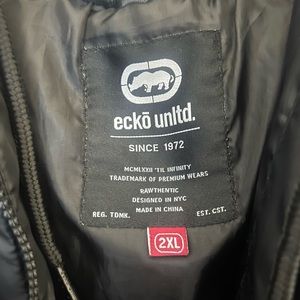 eckō unltd.
SINCE 1972
MCMLXXII 'TIL INFINITY
TRADEMARK OF PREMIUM WEARS
RAWTHENTIC
DESIGNED IN NYC
REG. TDMK. MADE IN CHINA EST. CST.
2XL